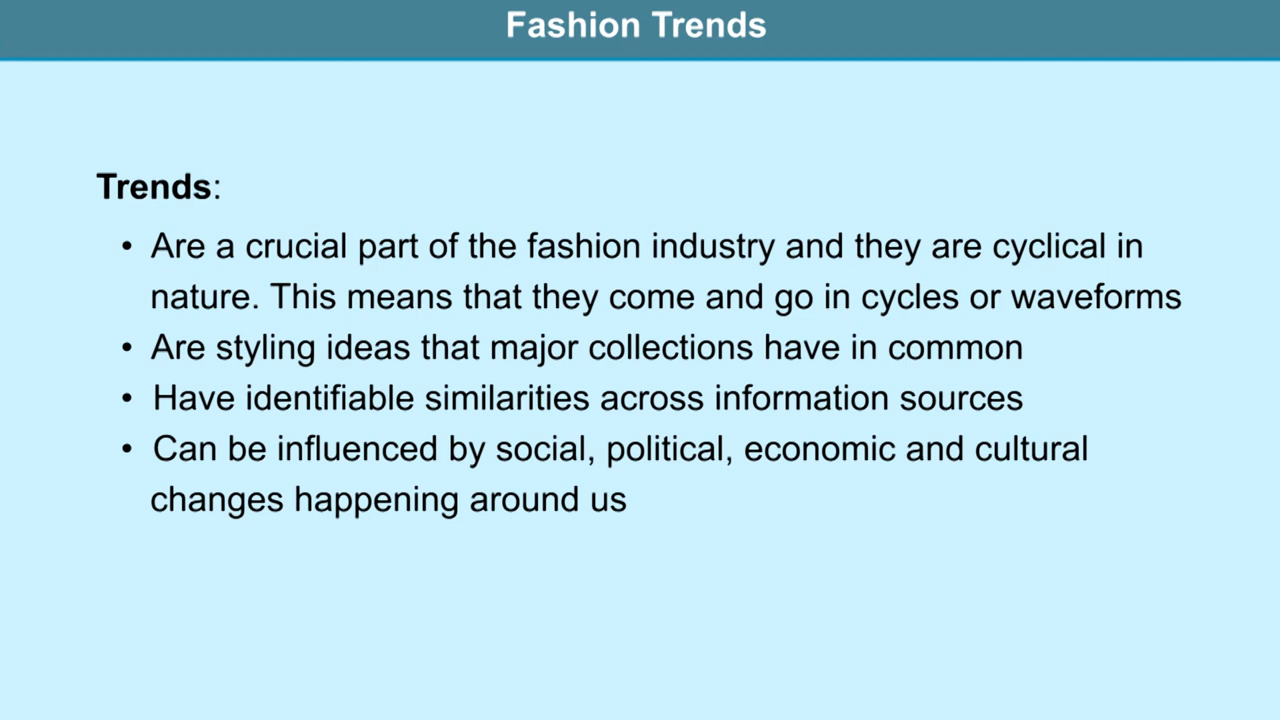 Fashion Trends
Trends:
• Are a crucial part of the fashion industry and they are cyclical in
nature. This means that they come and go in cycles or waveforms
• Are styling ideas that major collections have in common
• Have identifiable similarities across information sources
• Can be influenced by social, political, economic and cultural
changes happening around us